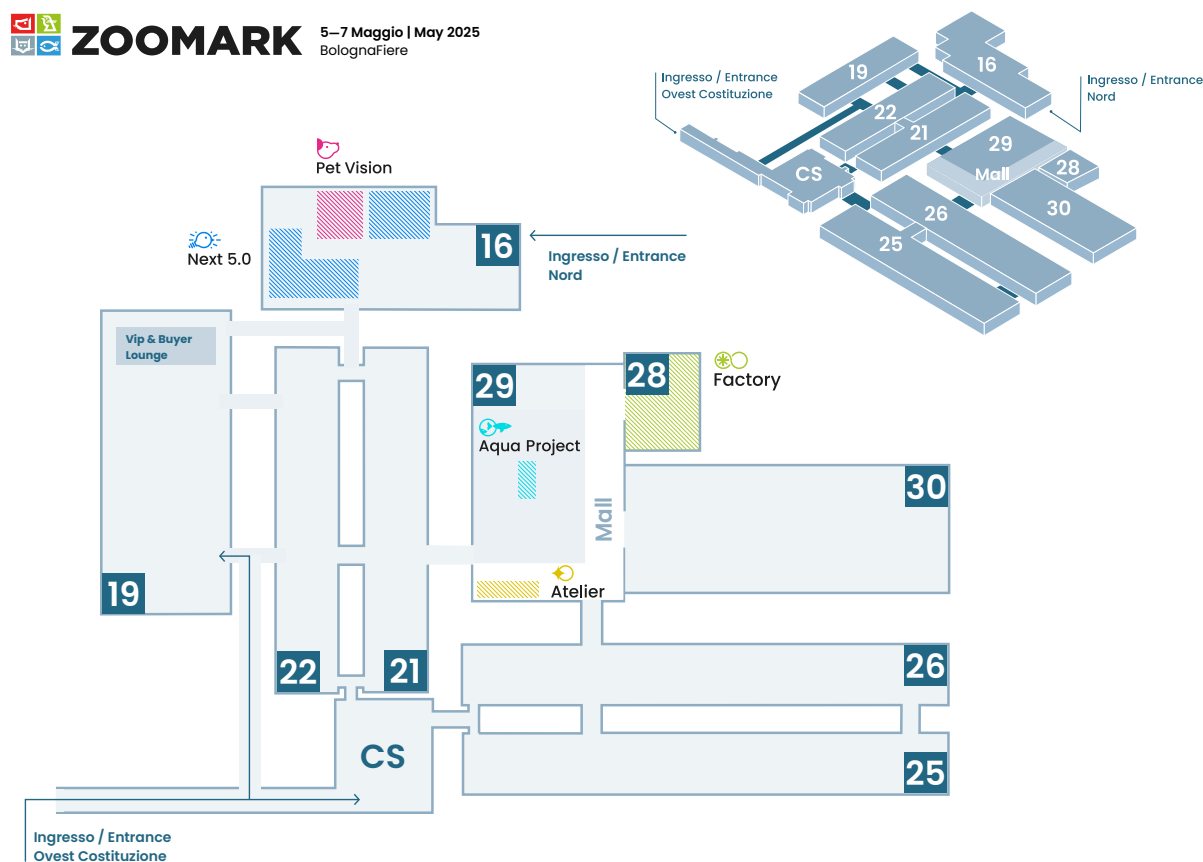 ZOOMARK
5–7 Maggio | May 2025
BolognaFiere
Ingresso / Entrance
Ovest Costituzione
19
16
Ingresso / Entrance
Nord
22
21
29
Mall
28
CS
26
30
25
Pet Vision
Next 5.0
16
Ingresso / Entrance
Nord
Vip & Buyer
Lounge
29
28
Factory
Aqua Project
30
Mall
19
Atelier
22
21
26
CS
25
Ingresso / Entrance
Ovest Costituzione